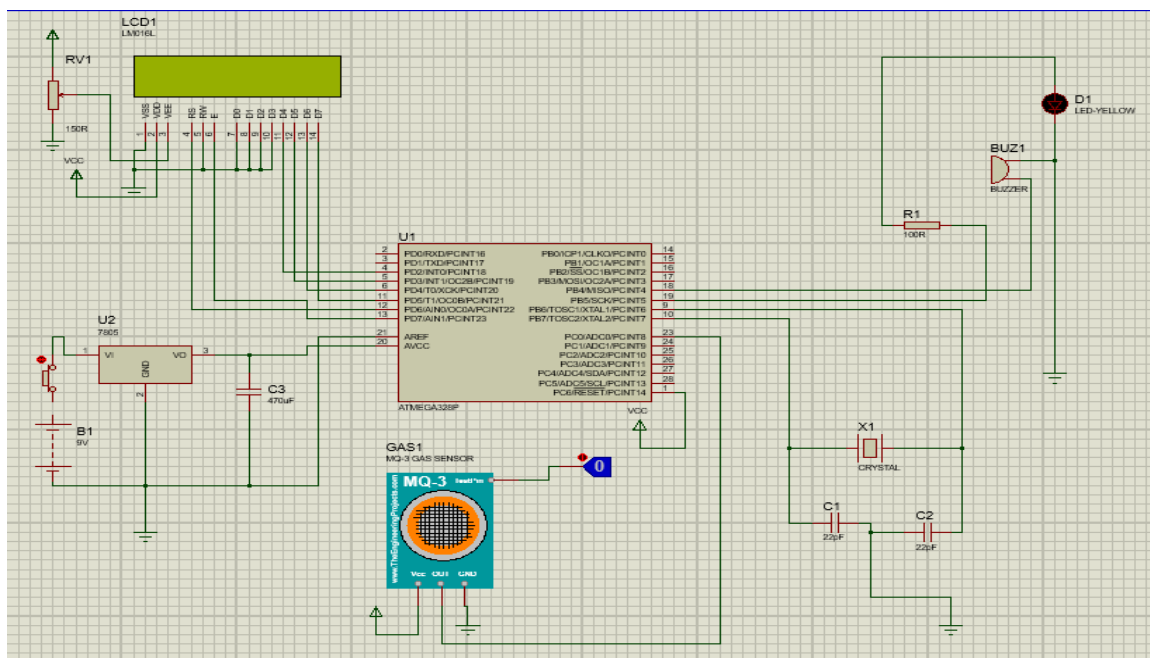 LCD1
LM016L
RV1
150R
VSS
VDD
VEE
RS
RW
E
D0
D1
D2
D3
D4
D5
D6
D7
1
2
3
4
5
6
7
8
9
10
11
12
13
14
VCC
D1
LED-YELLOW
BUZ1
BUZZER
R1
100R
U1
2 PD0/RXD/PCINT16 PB0/ICP1/CLKO/PCINT0 14
3 PD1/TXD/PCINT17 PB1/OC1A/PCINT1 15
4 PD2/INT0/PCINT18 PB2/SS/OC1B/PCINT2 16
5 PD3/INT1/OC2B/PCINT19 PB3/MOSI/OC2A/PCINT3 17
6 PD4/T0/XCK/PCINT20 PB4/MISO/PCINT4 18
11 PD5/T1/OC0B/PCINT21 PB5/SCK/PCINT5 19
12 PD6/AIN0/OC0A/PCINT22 PB6/TOSC1/XTAL1/PCINT6 9
13 PD7/AIN1/PCINT23 PB7/TOSC2/XTAL2/PCINT7 10
21 AREF PC0/ADC0/PCINT8 23
20 AVCC PC1/ADC1/PCINT9 24
PC2/ADC2/PCINT10 25
PC3/ADC3/PCINT11 26
PC4/ADC4/SDA/PCINT12 27
PC5/ADC5/SCL/PCINT13 28
PC6/RESET/PCINT14 1
ATMEGA328P
U2
7805
1 VI VO 3
GND
2
C3
470uF
B1
9V
VCC
GAS1
MQ-3 GAS SENSOR
MQ-3
TestPin
0
www.TheEngineeringProjects.com
Vcc OUT GND
X1
CRYSTAL
C1
22pF
C2
22pF